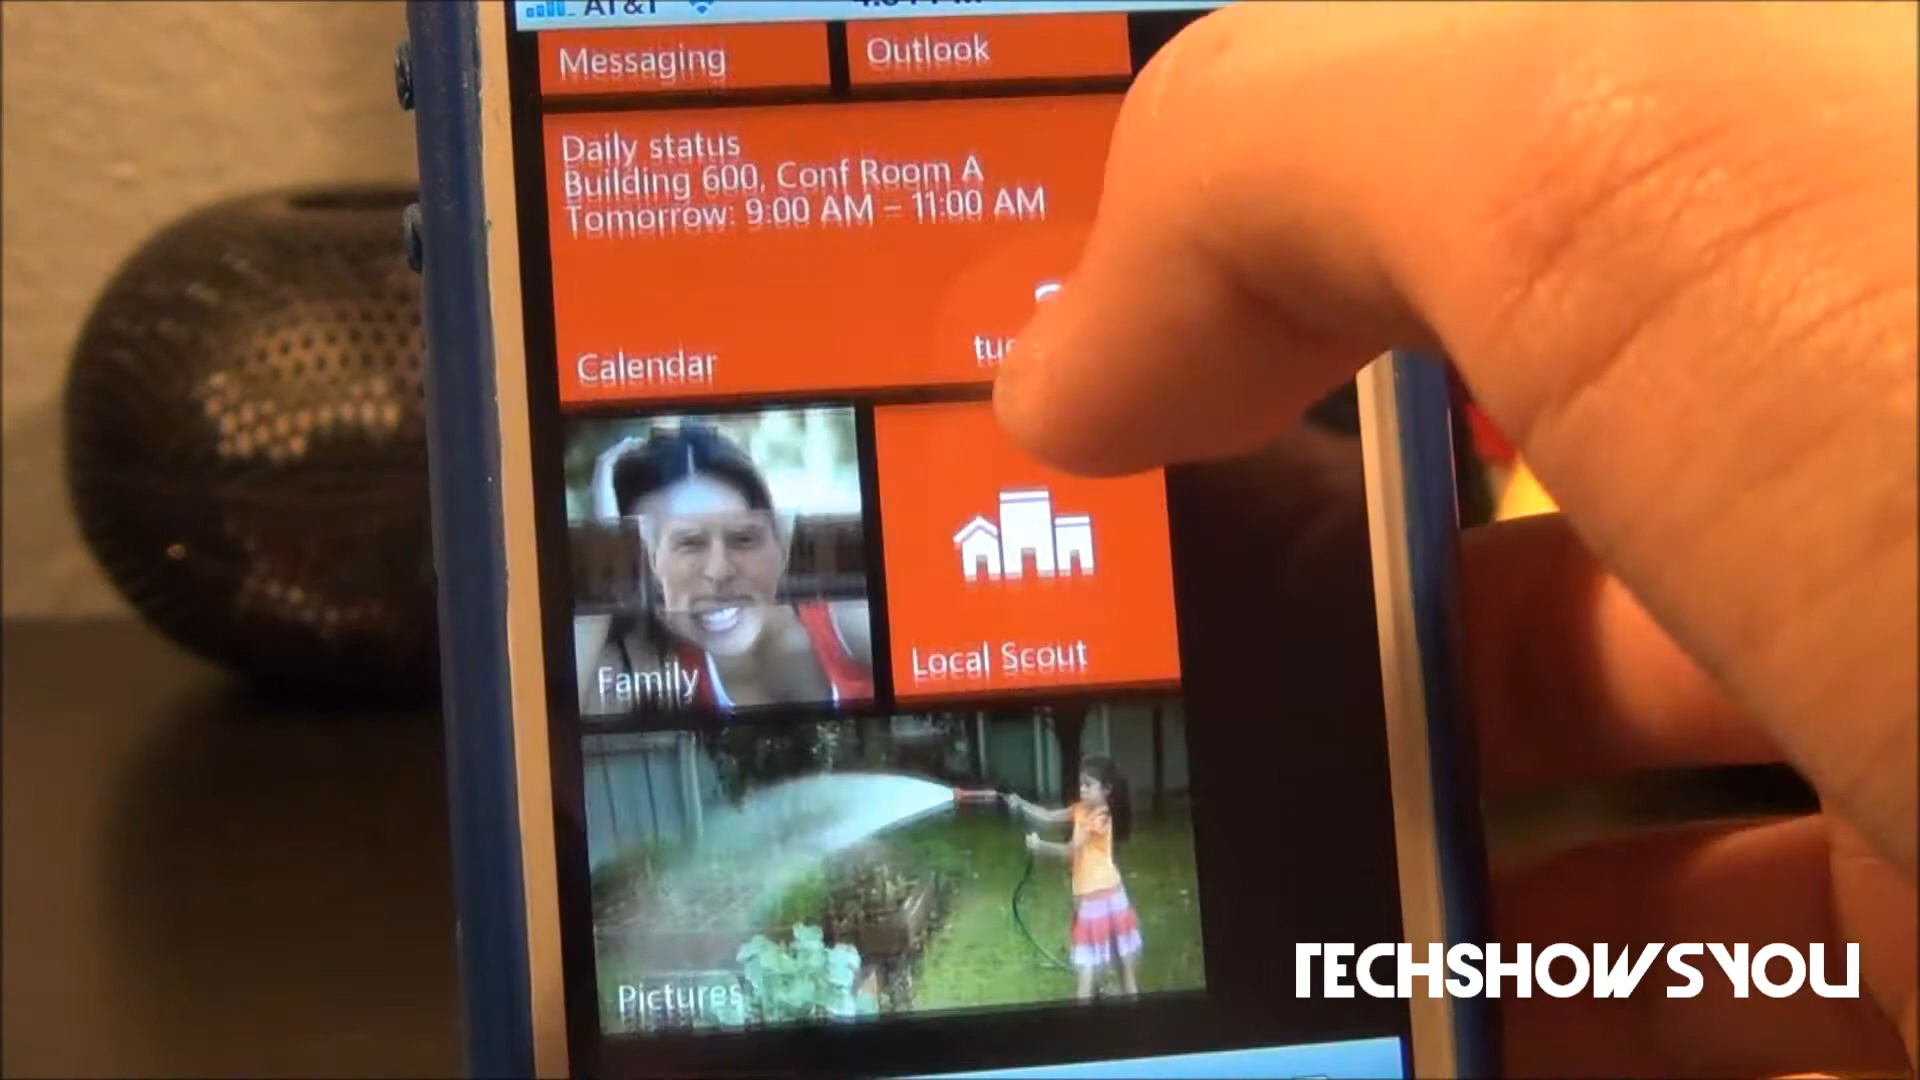 AT&T
Messaging
Outlook
Daily status
Building 600, Conf Room A
Tomorrow: 9:00 AM – 11:00 AM
Calendar
Family
Local Scout
Pictures
TECHSHOWSYOU